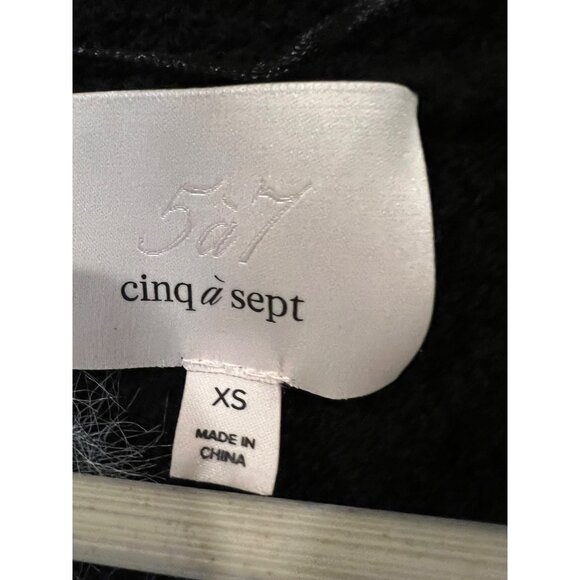 5à7
cinq à sept
XS
MADE IN
CHINA